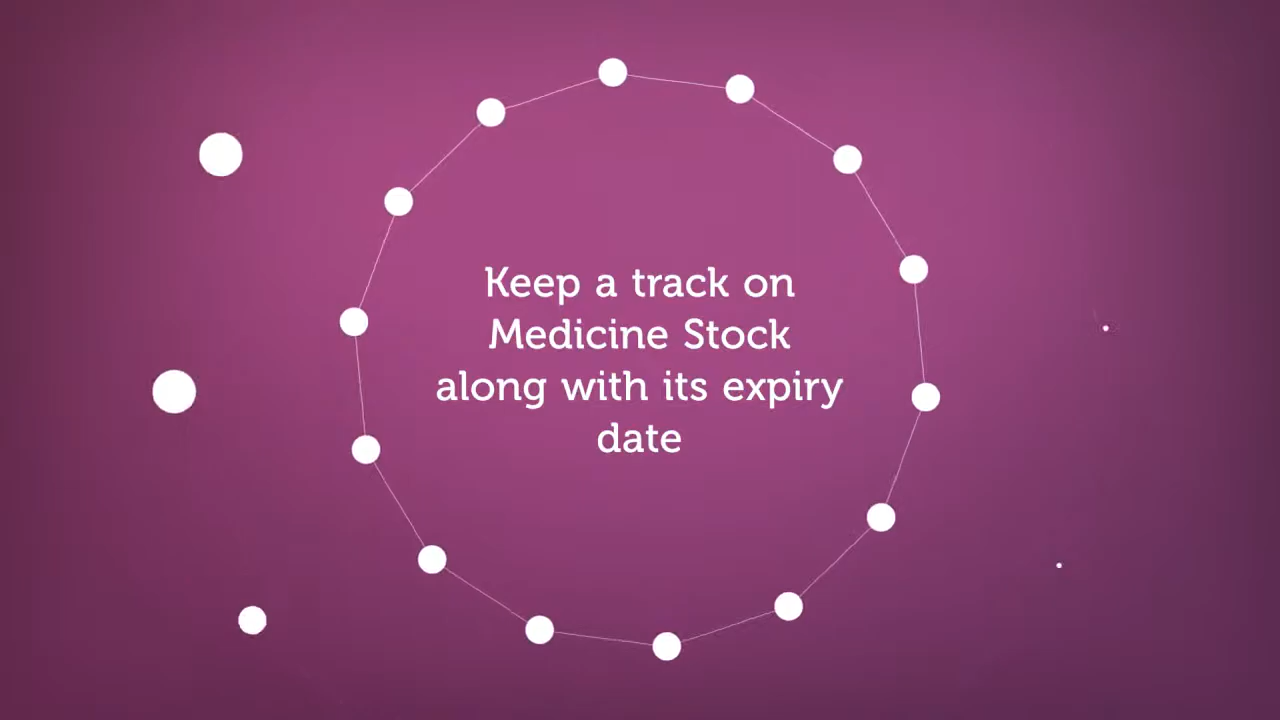 Keep a track on
Medicine Stock
along with its expiry
date